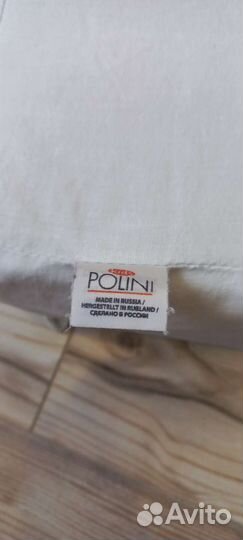 POLINI
MADE IN RUSSIA /
HERGESTELLT IN RUßLAND /
СДЕЛАНО В РОССИИ
Avito